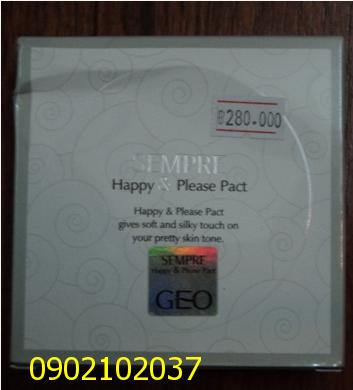 ฿280.000
SEMPRE
Happy & Please Pact
Happy & Please Pact
gives soft and silky touch on
your pretty skin tone.
SEMPRE
Happy & Please Pact
GEO
0902102037